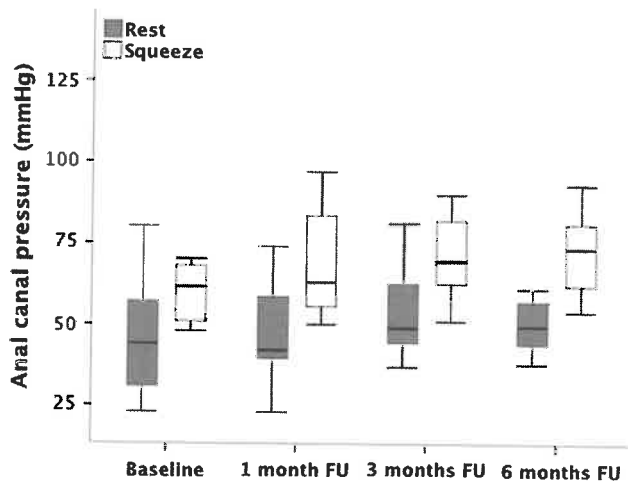 Rest
Squeeze
Anal canal pressure (mmHg)
125
100
75
50
25
Baseline
1 month FU
3 months FU
6 months FU